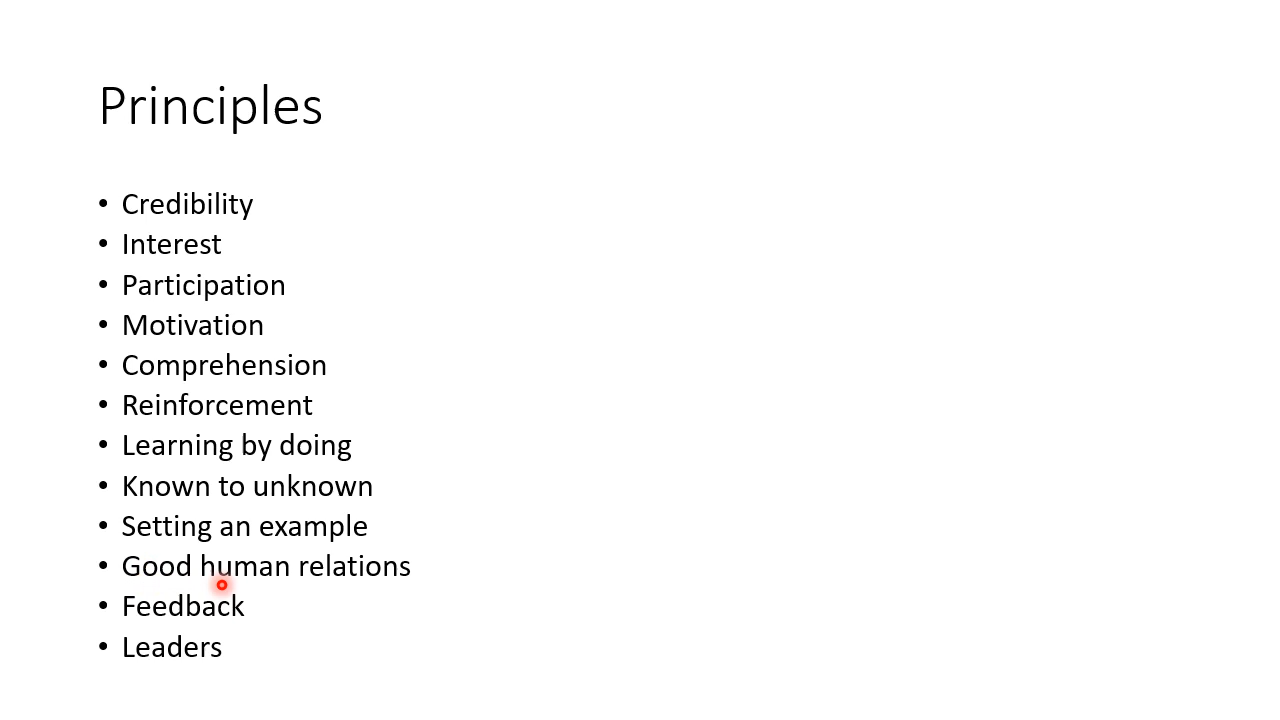 Principles
• Credibility
• Interest
• Participation
• Motivation
• Comprehension
• Reinforcement
• Learning by doing
• Known to unknown
• Setting an example
• Good human relations
• Feedback
• Leaders